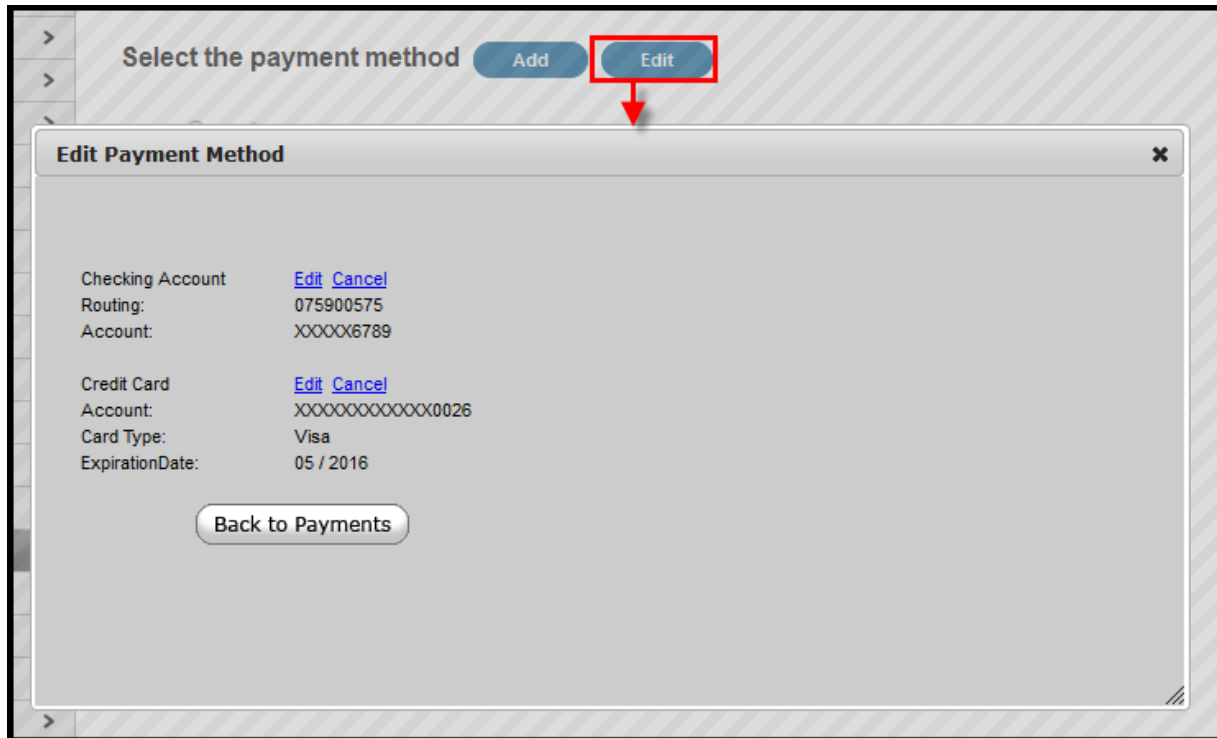 Select the payment method Add Edit
Edit Payment Method
Checking Account Edit Cancel
Routing: 075900575
Account: XXXXX6789
Credit Card Edit Cancel
Account: XXXXXXXXXXXX0026
Card Type: Visa
ExpirationDate: 05 / 2016
Back to Payments